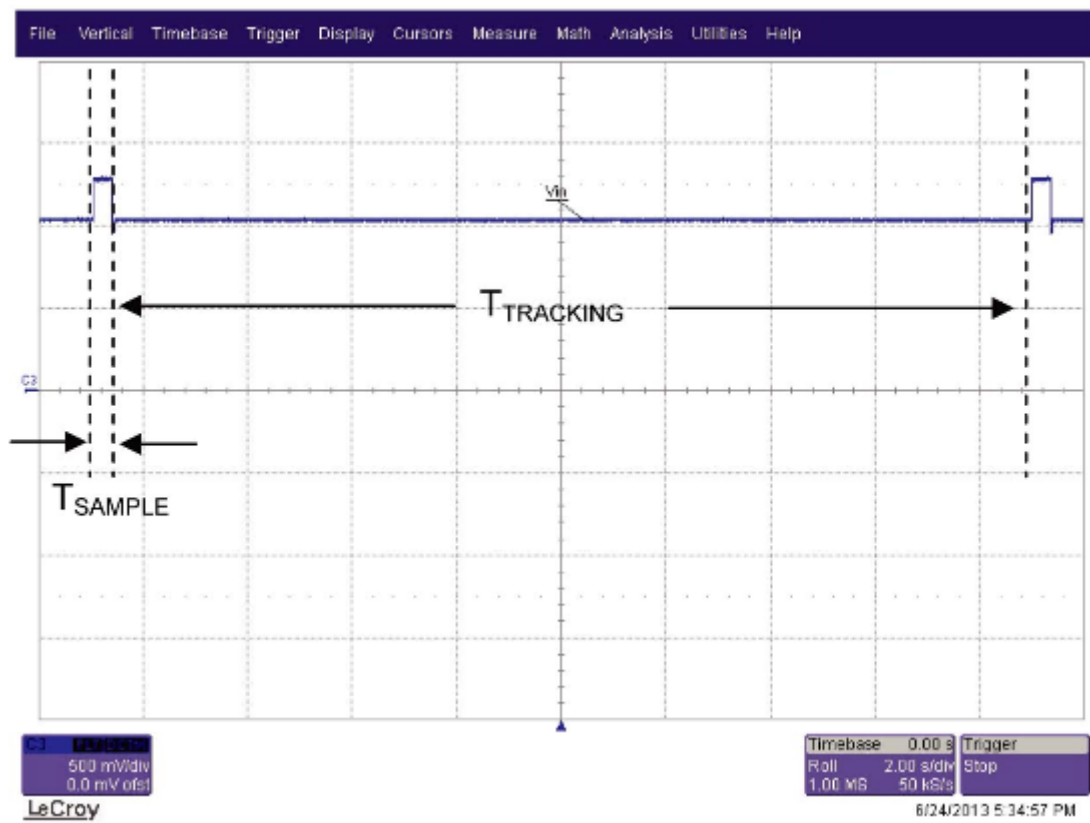 File Vertical Timebase Trigger Display Cursors Measure Math Analysis Utilities Help
Vin
TTRACKING
C3
TSAMPLE
C3
500 mV/div
0.0 mV ofst
Timebase 0.00 s
Roll 2.00 s/div
1.00 MS 50 kS/s
Trigger
Stop
LeCroy
6/24/2013 5:34:57 PM